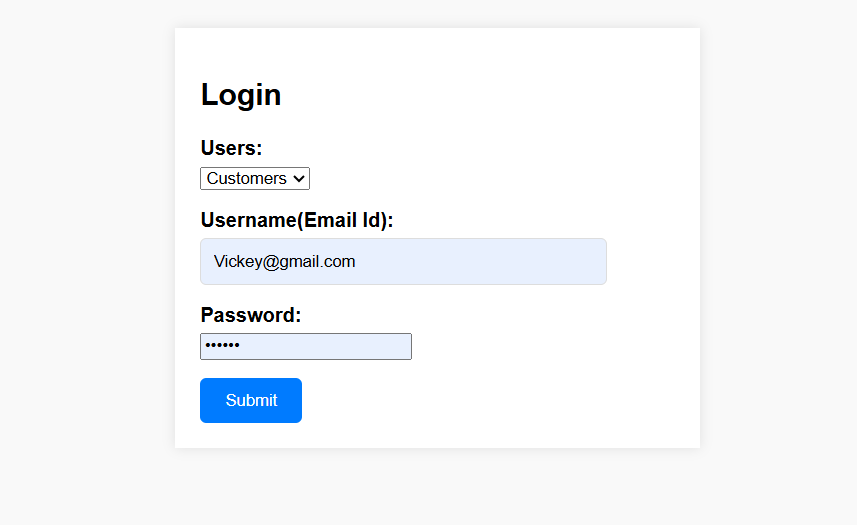 Login
Users:
Customers
Username(Email Id):
Vickey@gmail.com
Password:
••••••
Submit